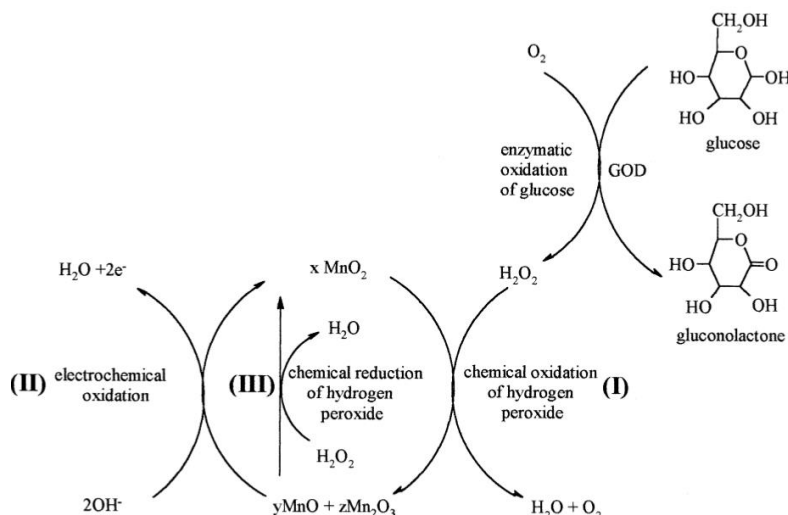 CH₂OH
O₂
O
HO
OH
HO
OH
glucose
enzymatic
oxidation
of glucose
GOD
CH₂OH
O
HO
O
HO
OH
gluconolactone
H₂O +2e⁻
x MnO₂
H₂O₂
H₂O
(II)
electrochemical
oxidation
(III)
chemical reduction
of hydrogen
peroxide
chemical oxidation
of hydrogen
peroxide
(I)
H₂O₂
2OH⁻
yMnO + zMn₂O₃
H₂O + O₂